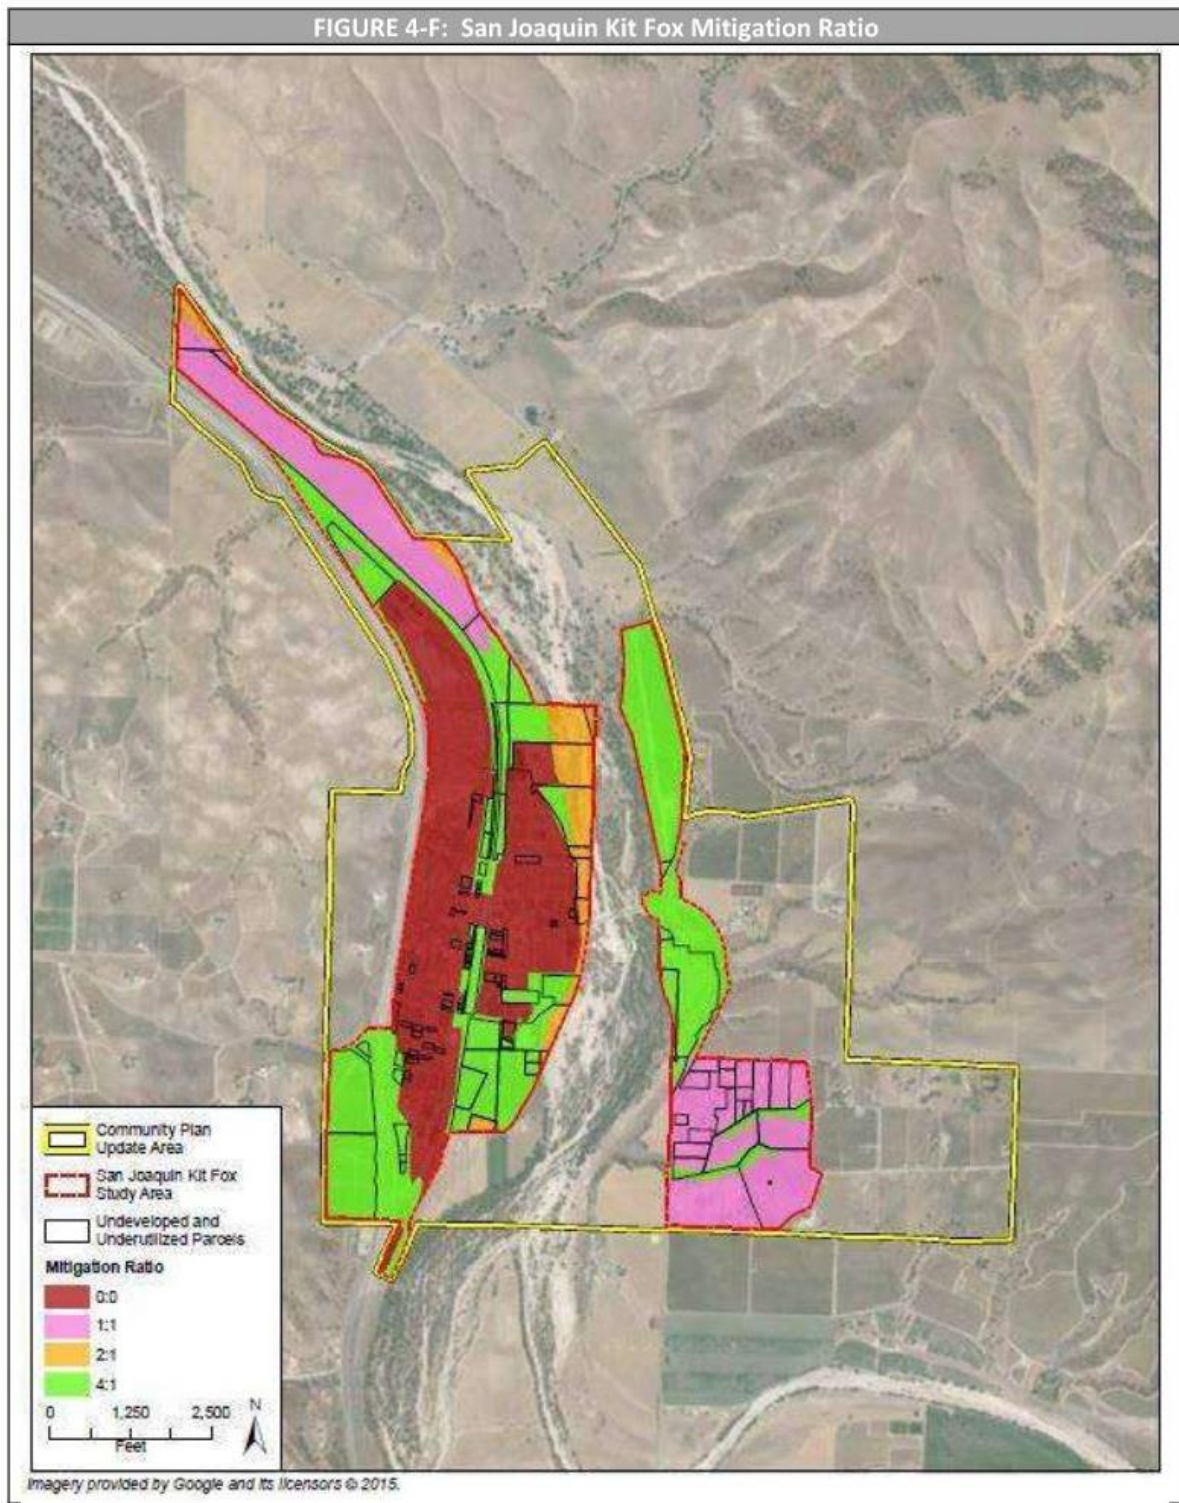 FIGURE 4-F: San Joaquin Kit Fox Mitigation Ratio
Community Plan
Update Area
San Joaquin Kit Fox
Study Area
Undeveloped and
Underutilized Parcels
Mitigation Ratio
0:0
1:1
2:1
4:1
0 1,250 2,500
Feet
N
Imagery provided by Google and its licensors © 2015.